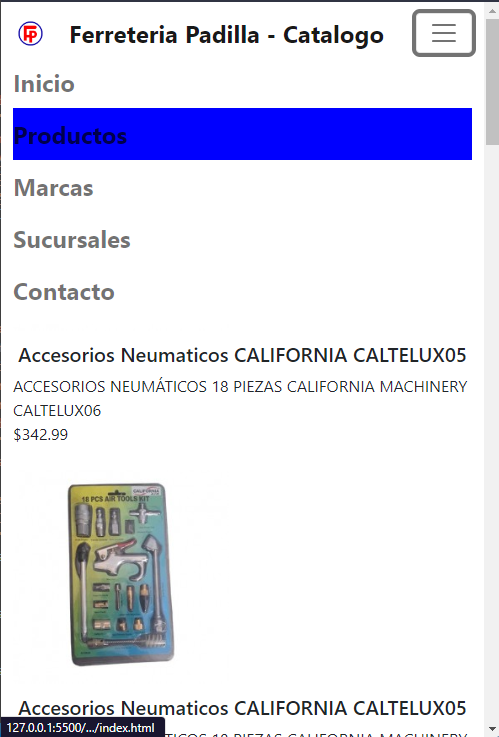 FP
Ferreteria Padilla - Catalogo
Inicio
Productos
Marcas
Sucursales
Contacto
Accesorios Neumaticos CALIFORNIA CALTELUX05
ACCESORIOS NEUMÁTICOS 18 PIEZAS CALIFORNIA MACHINERY
CALTELUX06
$342.99
CALIFORNIA
18 PCS AIR TOOLS KIT
Accesorios Neumaticos CALIFORNIA CALTELUX05
127.0.0.1:5500/.../index.html
NEUMÁTICOS 18 PIEZAS CALIFORNIA MACHINERY